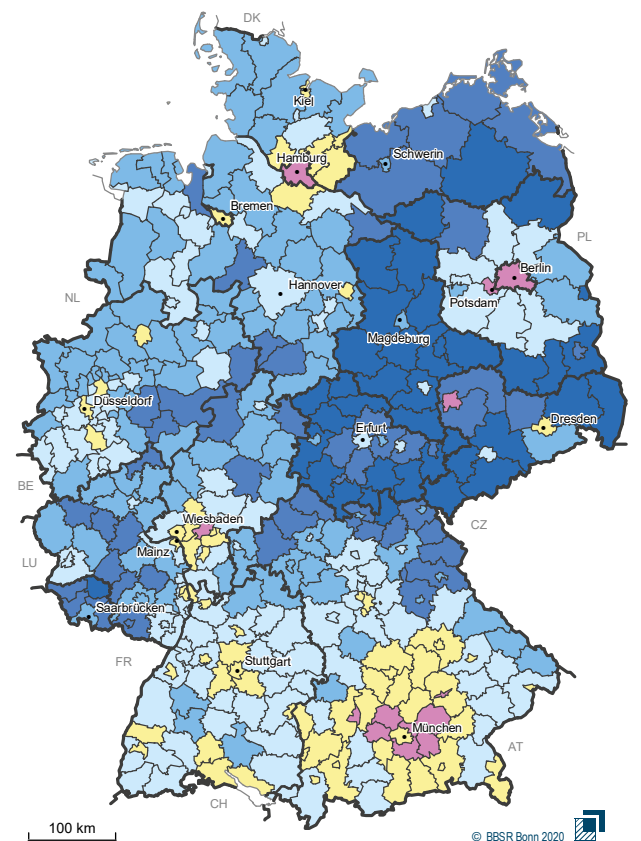 DK
Kiel
Hamburg
Schwerin
Bremen
PL
Berlin
NL
Hannover
Potsdam
Magdeburg
Düsseldorf
Erfurt
Dresden
BE
Wiesbaden
CZ
Mainz
LU
Saarbrücken
FR
Stuttgart
München
AT
CH
100 km
© BBSR Bonn 2020